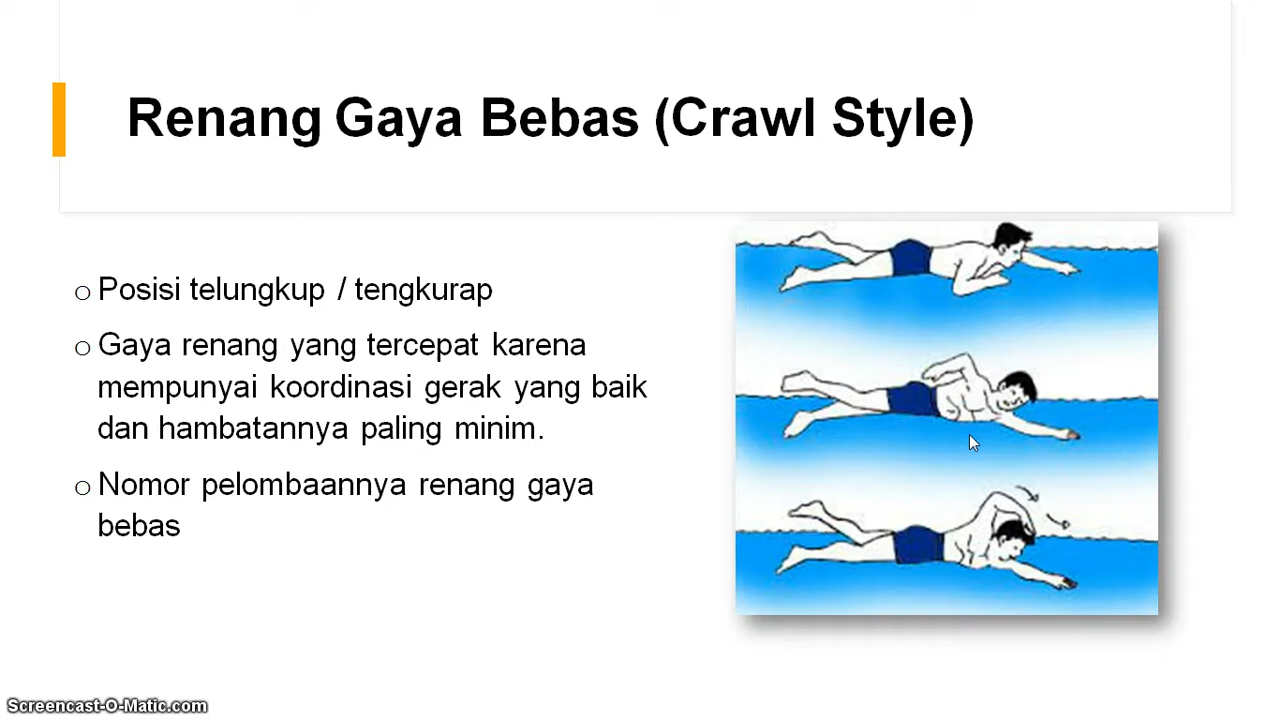 Renang Gaya Bebas (Crawl Style)
o Posisi telungkup / tengkurap
o Gaya renang yang tercepat karena
mempunyai koordinasi gerak yang baik
dan hambatannya paling minim.
o Nomor pelombaannya renang gaya
bebas
Screencast-O-Matic.com